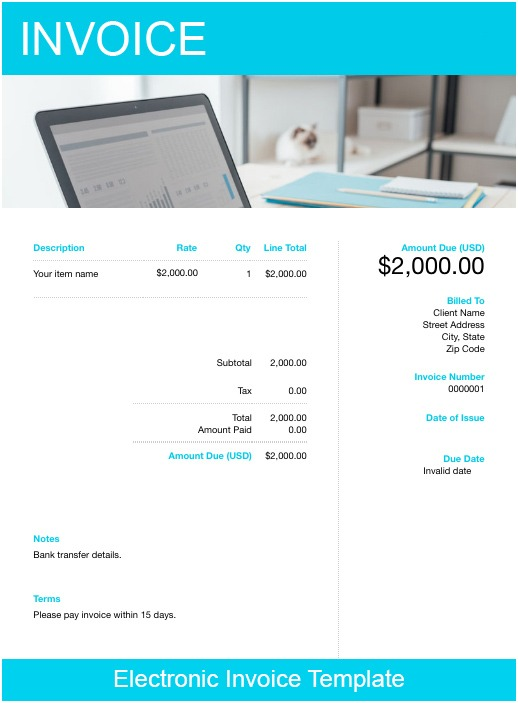 INVOICE
Description Rate Qty Line Total
Your item name $2,000.00 1 $2,000.00
Subtotal 2,000.00
Tax 0.00
Total 2,000.00
Amount Paid 0.00
Amount Due (USD) $2,000.00
Notes
Bank transfer details.
Terms
Please pay invoice within 15 days.
Amount Due (USD)
$2,000.00
Billed To
Client Name
Street Address
City, State
Zip Code
Invoice Number
0000001
Date of Issue
Due Date
Invalid date
Electronic Invoice Template